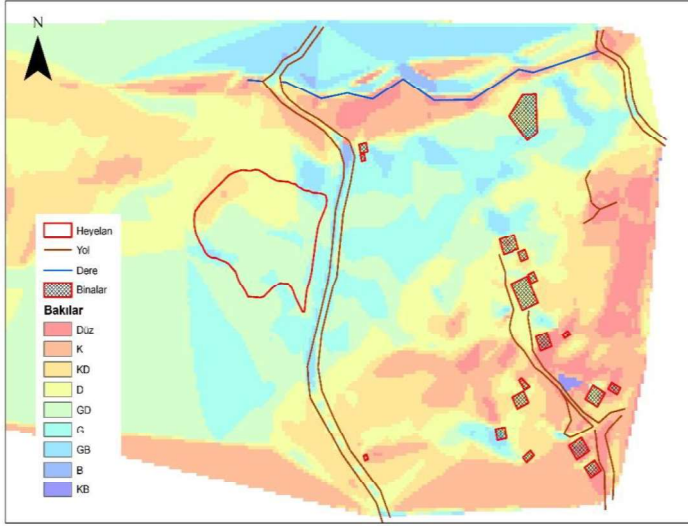 N
Heyelan
Yol
Dere
Binalar
Bakılar
Düz
K
KD
D
GD
G
GB
B
KB